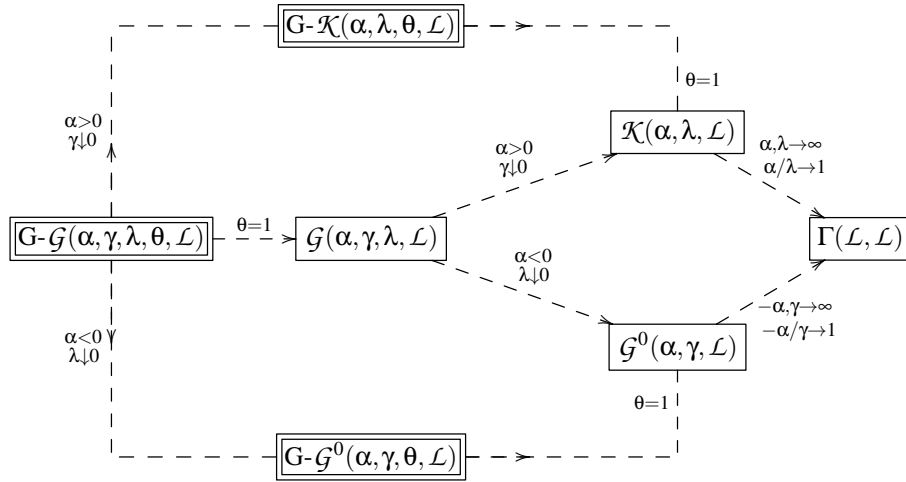 G-𝒦(α, λ, θ, ℒ)
θ=1
α>0
γ↓0
𝒦(α, λ, ℒ)
α>0
γ↓0
α,λ→∞
α/λ→1
G-𝒢(α, γ, λ, θ, ℒ)
θ=1
𝒢(α, γ, λ, ℒ)
Γ(ℒ, ℒ)
α<0
λ↓0
−α,γ→∞
−α/γ→1
α<0
λ↓0
𝒢⁰(α, γ, ℒ)
θ=1
G-𝒢⁰(α, γ, θ, ℒ)